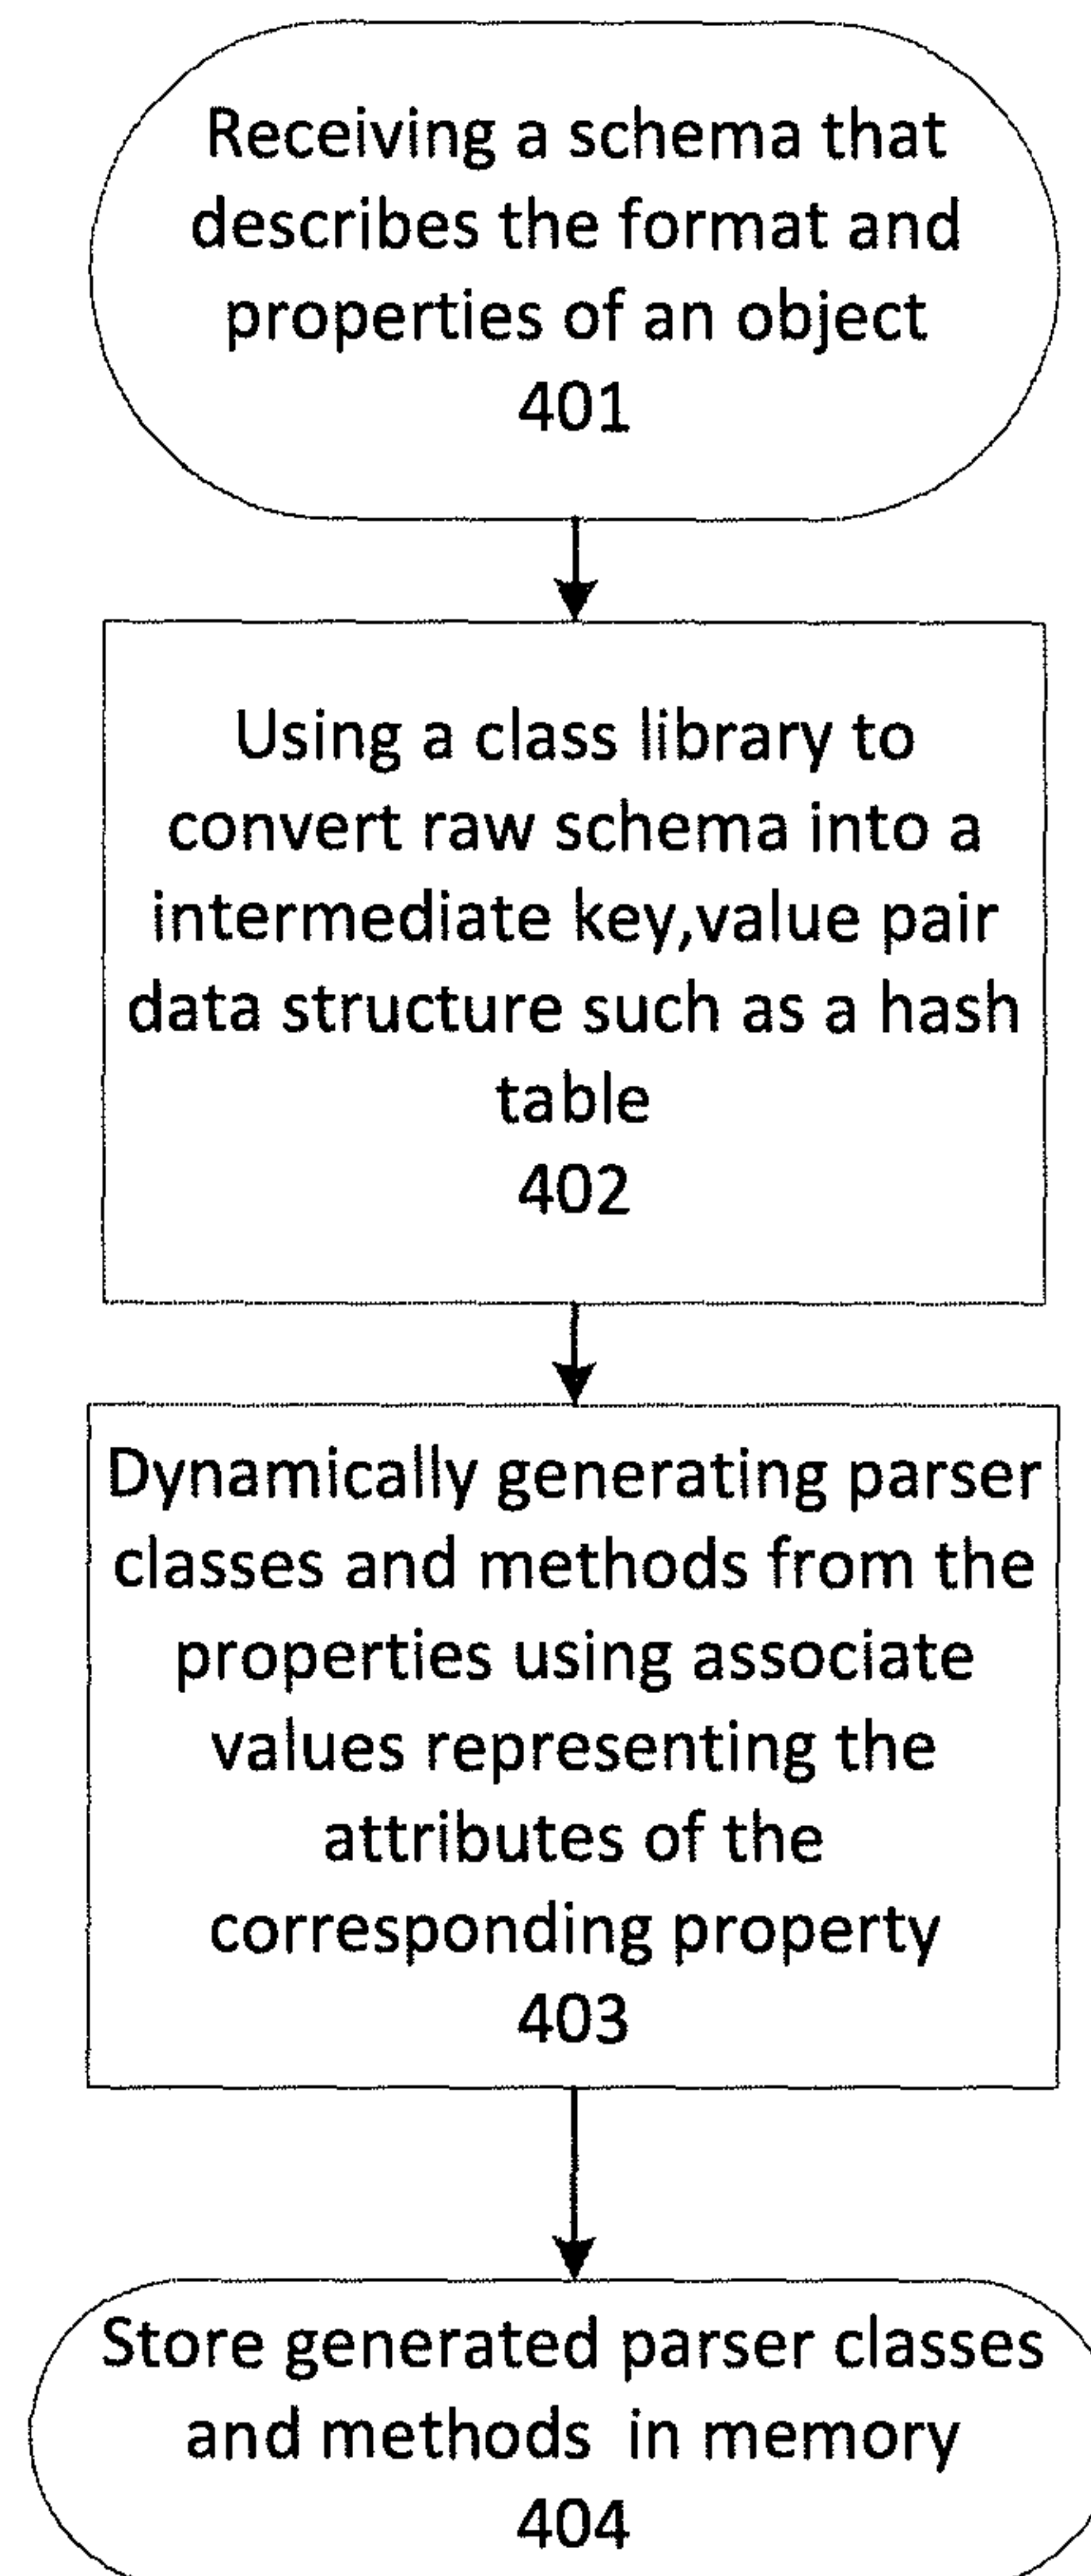 Receiving a schema that
describes the format and
properties of an object
401
Using a class library to
convert raw schema into a
intermediate key,value pair
data structure such as a hash
table
402
Dynamically generating parser
classes and methods from the
properties using associate
values representing the
attributes of the
corresponding property
403
Store generated parser classes
and methods in memory
404